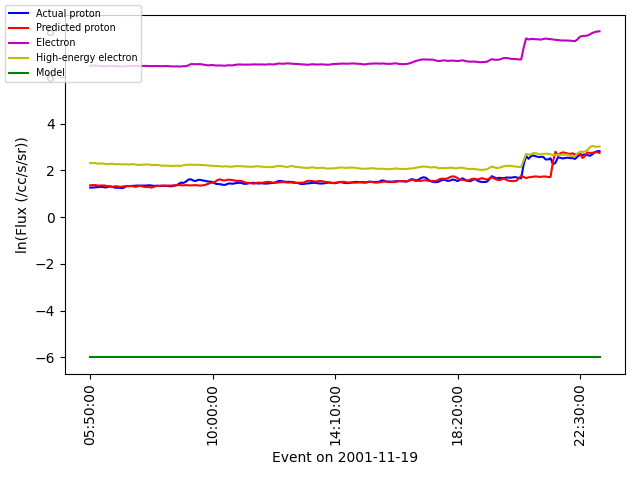 Actual proton
Predicted proton
Electron
High-energy electron
Model
8
6
4
2
0
−2
−4
−6
ln(Flux (/cc/s/sr))
05:50:00
10:00:00
14:10:00
18:20:00
22:30:00
Event on 2001-11-19